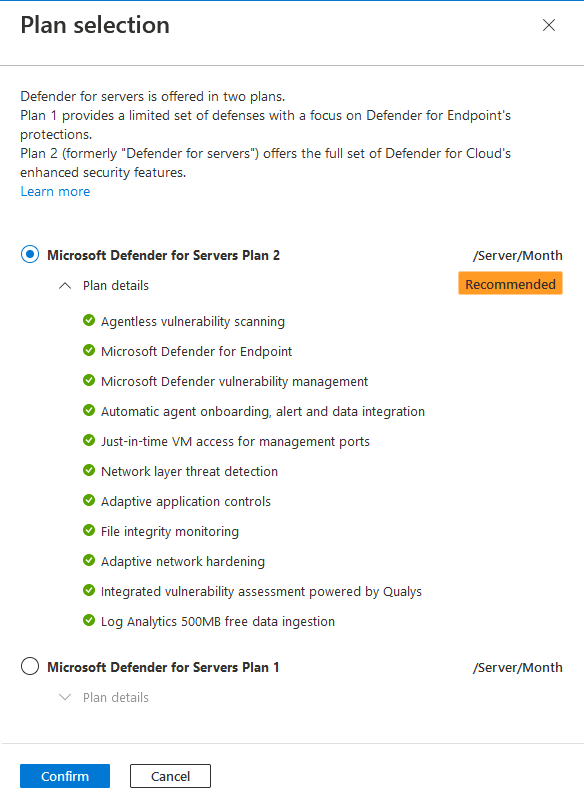 Plan selection
Defender for servers is offered in two plans.
Plan 1 provides a limited set of defenses with a focus on Defender for Endpoint's
protections.
Plan 2 (formerly "Defender for servers") offers the full set of Defender for Cloud's
enhanced security features.
Learn more
Microsoft Defender for Servers Plan 2 /Server/Month
Plan details Recommended
Agentless vulnerability scanning
Microsoft Defender for Endpoint
Microsoft Defender vulnerability management
Automatic agent onboarding, alert and data integration
Just-in-time VM access for management ports
Network layer threat detection
Adaptive application controls
File integrity monitoring
Adaptive network hardening
Integrated vulnerability assessment powered by Qualys
Log Analytics 500MB free data ingestion
Microsoft Defender for Servers Plan 1 /Server/Month
Plan details
Confirm Cancel